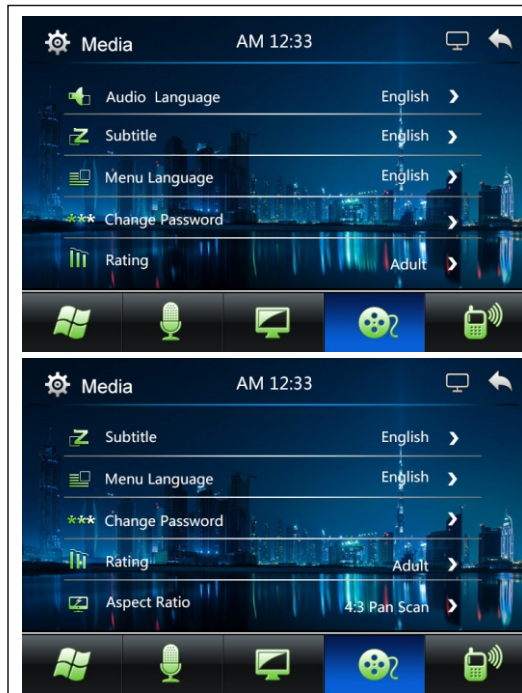 Media AM 12:33
Audio Language English
Subtitle English
Menu Language English
*** Change Password
Rating Adult
Media AM 12:33
Subtitle English
Menu Language English
*** Change Password
Rating Adult
Aspect Ratio 4:3 Pan Scan